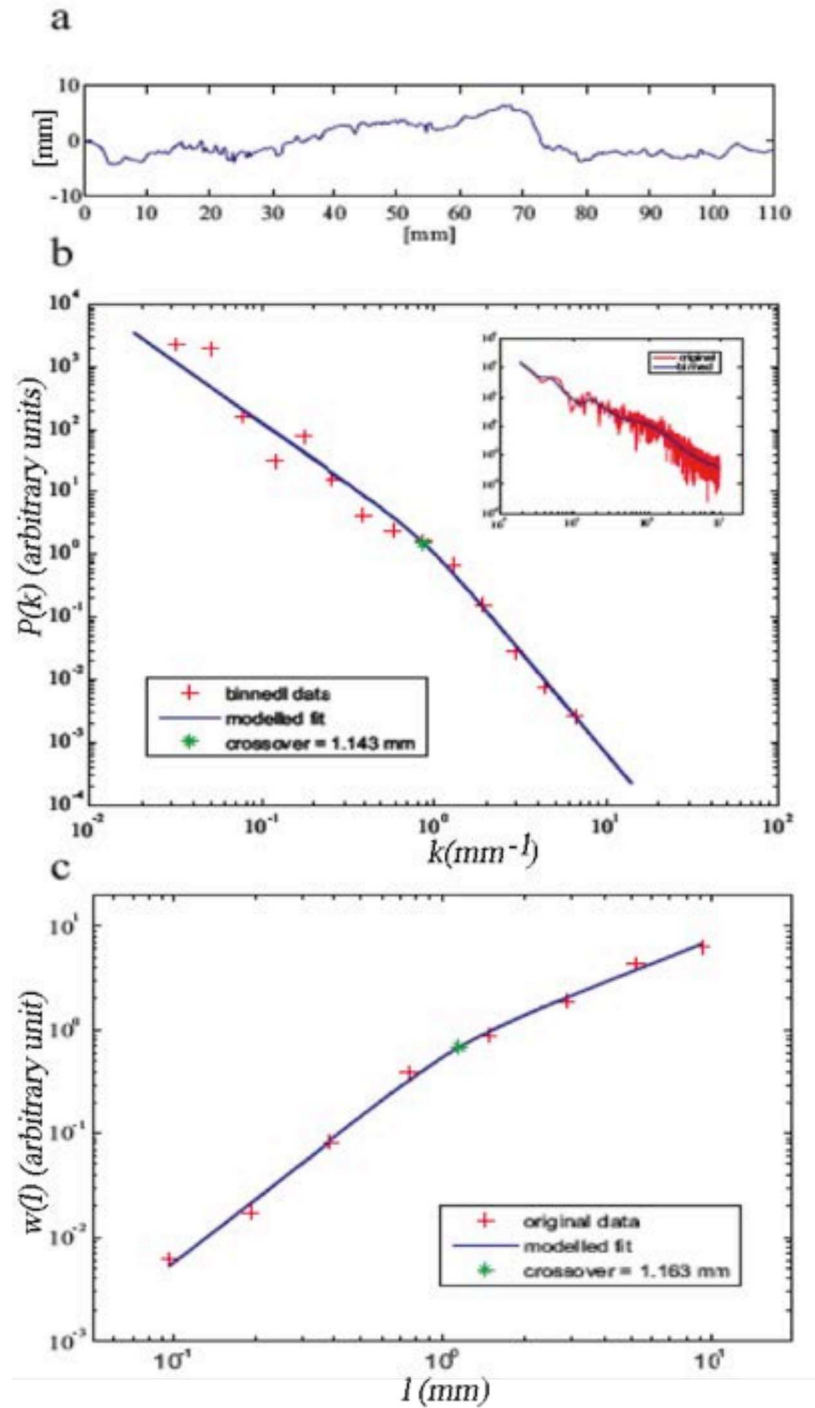 a
10
0
-10
[mm]
0 10 20 30 40 50 60 70 80 90 100 110
[mm]
b
10⁴
10³
10²
10¹
10⁰
10⁻¹
10⁻²
10⁻³
10⁻⁴
P(k) (arbitrary units)
original
binned
binnedl data
modelled fit
crossover = 1.143 mm
10⁻² 10⁻¹ 10⁰ 10¹ 10²
k(mm⁻¹)
c
10¹
10⁰
10⁻¹
10⁻²
10⁻³
w(l) (arbitrary unit)
original data
modelled fit
crossover = 1.163 mm
10⁻¹ 10⁰ 10¹
l (mm)